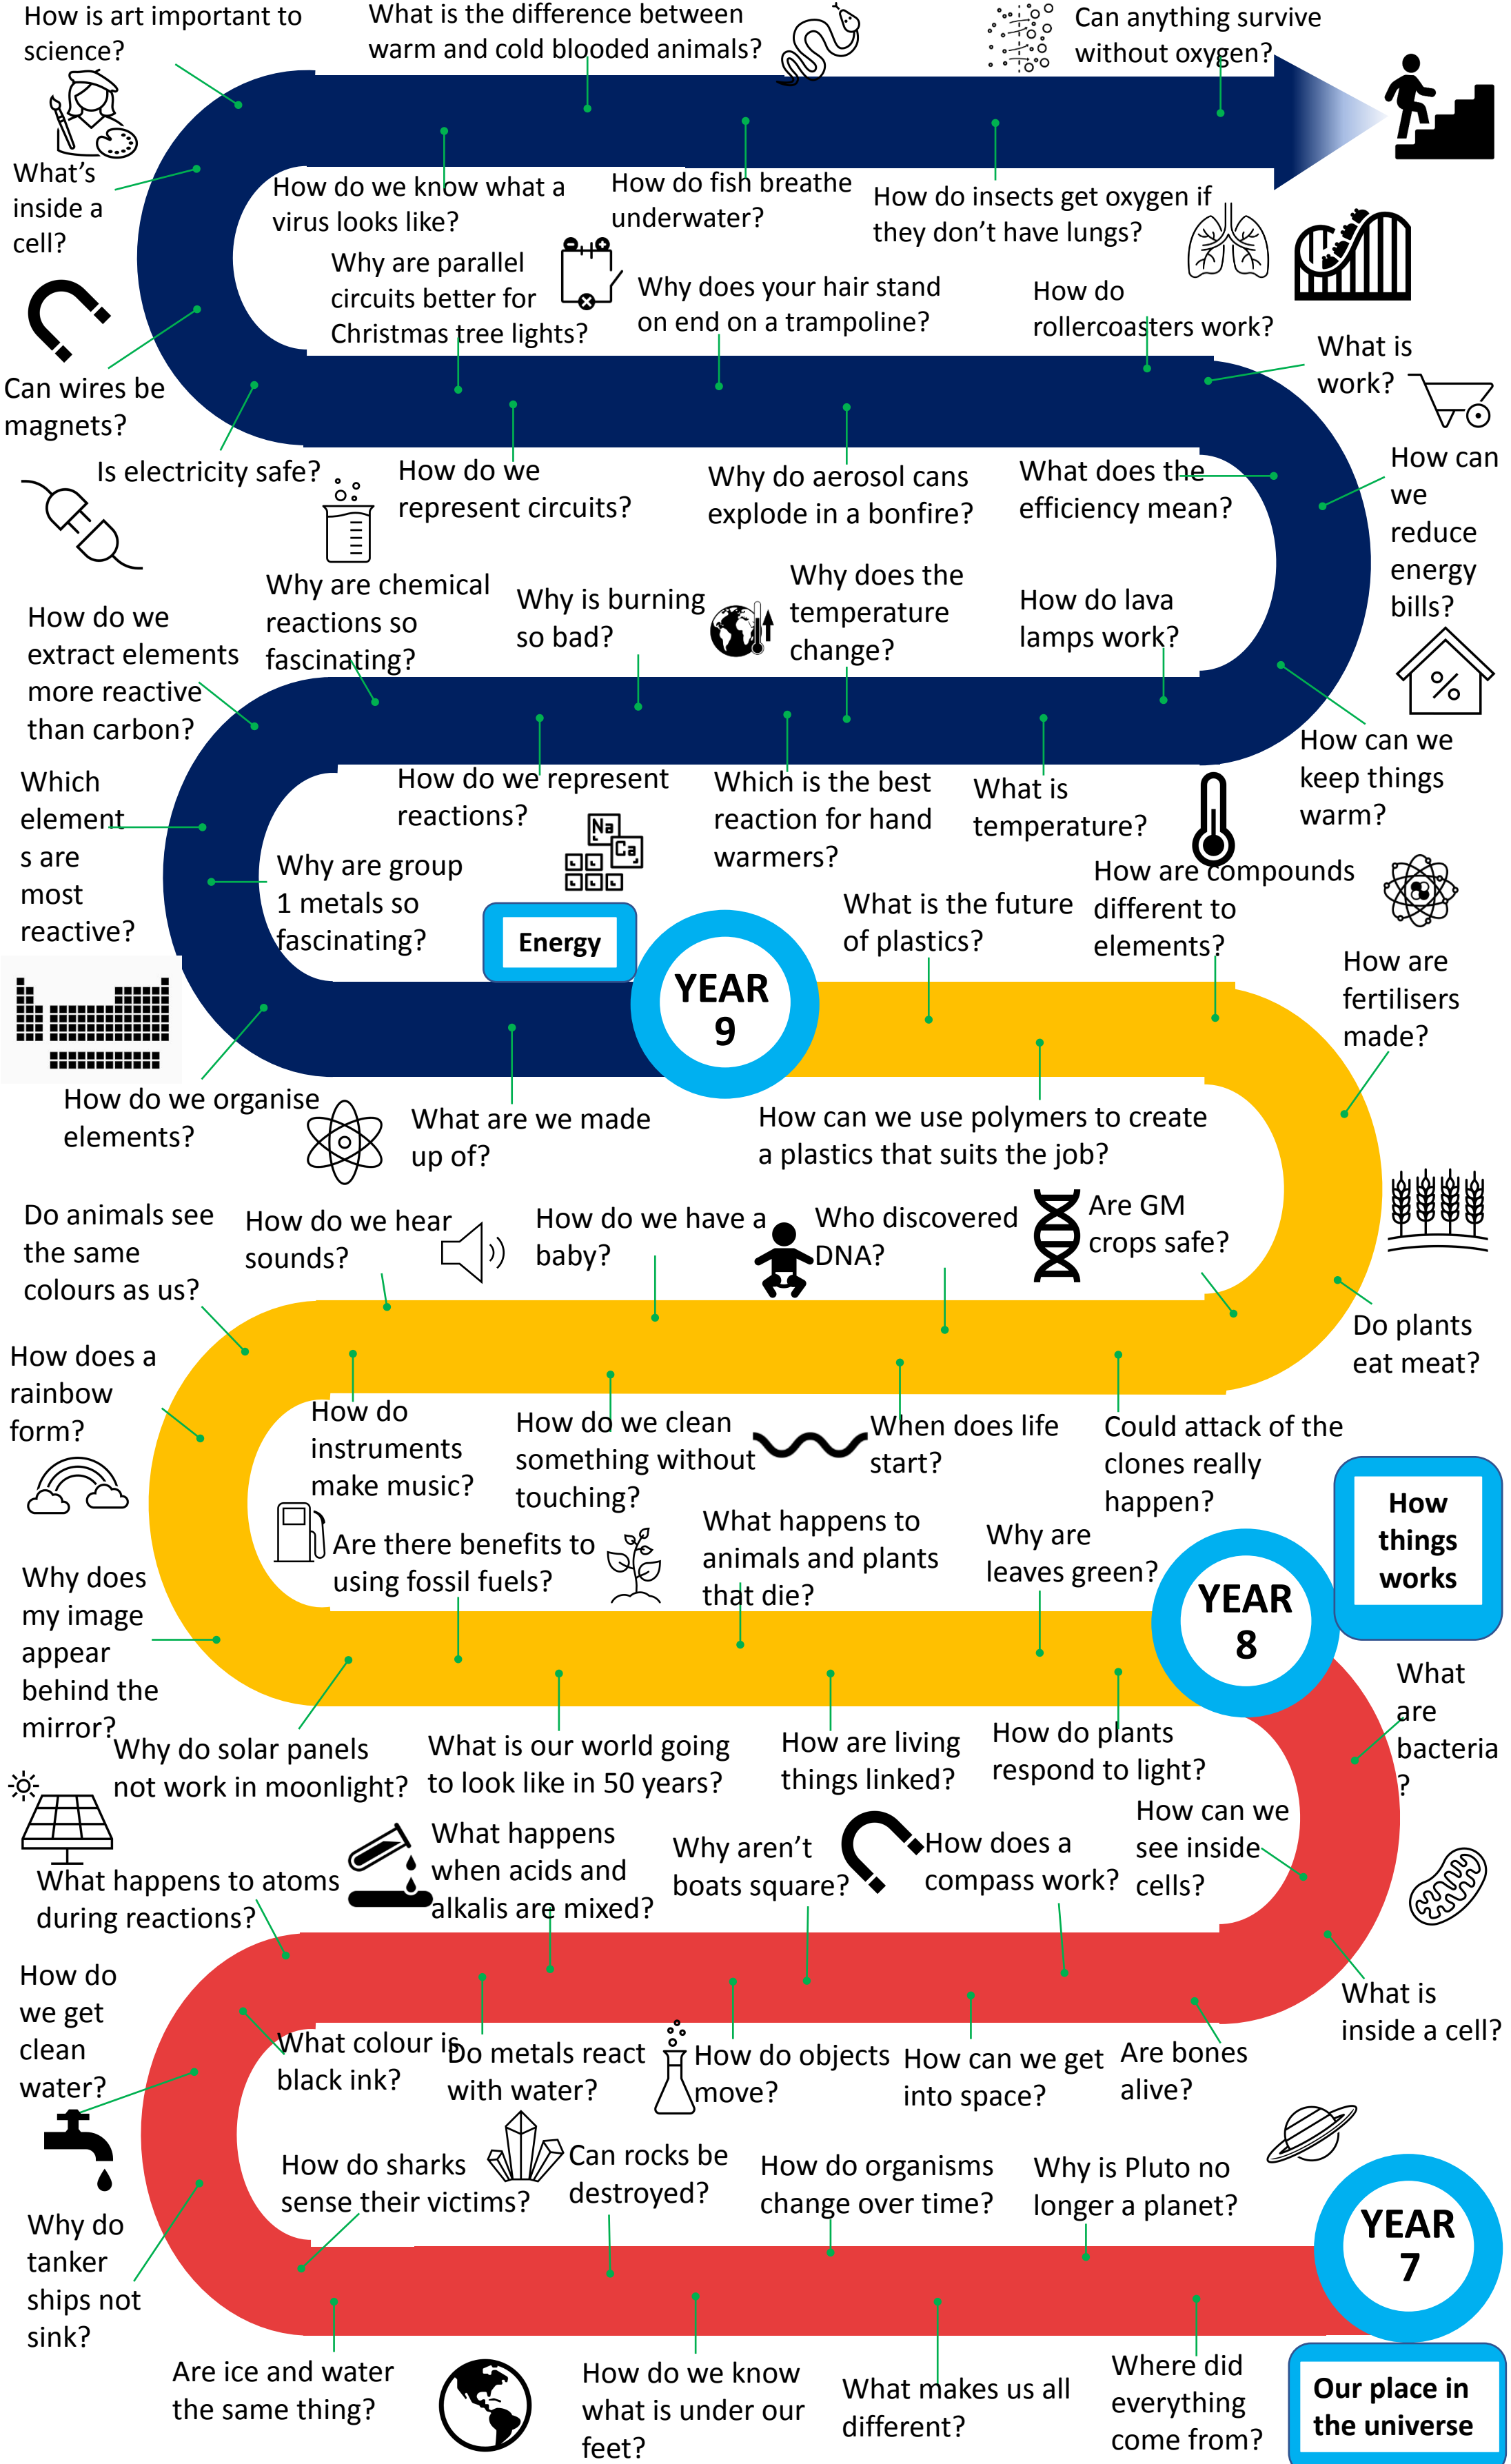 How is art important to
science?
What is the difference between
warm and cold blooded animals?
Can anything survive
without oxygen?
What's
inside a
cell?
How do we know what a
virus looks like?
How do fish breathe
underwater?
How do insects get oxygen if
they don't have lungs?
Why are parallel
circuits better for
Christmas tree lights?
Why does your hair stand
on end on a trampoline?
How do
rollercoasters work?
What is
work?
Can wires be
magnets?
Is electricity safe?
How do we
represent circuits?
Why do aerosol cans
explode in a bonfire?
What does the
efficiency mean?
How can
we
reduce
energy
bills?
How do we
extract elements
more reactive
than carbon?
Why are chemical
reactions so
fascinating?
Why is burning
so bad?
Why does the
temperature
change?
How do lava
lamps work?
How can we
keep things
warm?
Which
element
s are
most
reactive?
How do we represent
reactions?
Na
Ca
Which is the best
reaction for hand
warmers?
What is
temperature?
Why are group
1 metals so
fascinating?
Energy
YEAR
9
What is the future
of plastics?
How are compounds
different to
elements?
How are
fertilisers
made?
How do we organise
elements?
What are we made
up of?
How can we use polymers to create
a plastics that suits the job?
Do animals see
the same
colours as us?
How do we hear
sounds?
How do we have a
baby?
Who discovered
DNA?
Are GM
crops safe?
Do plants
eat meat?
How does a
rainbow
form?
How do
instruments
make music?
How do we clean
something without
touching?
When does life
start?
Could attack of the
clones really
happen?
How
things
works
Are there benefits to
using fossil fuels?
What happens to
animals and plants
that die?
Why are
leaves green?
YEAR
8
Why does
my image
appear
behind the
mirror?
Why do solar panels
not work in moonlight?
What is our world going
to look like in 50 years?
How are living
things linked?
How do plants
respond to light?
What
are
bacteria
?
What happens to atoms
during reactions?
What happens
when acids and
alkalis are mixed?
Why aren't
boats square?
How does a
compass work?
How can we
see inside
cells?
What is
inside a cell?
How do
we get
clean
water?
What colour is
black ink?
Do metals react
with water?
How do objects
move?
How can we get
into space?
Are bones
alive?
Why do
tanker
ships not
sink?
How do sharks
sense their victims?
Can rocks be
destroyed?
How do organisms
change over time?
Why is Pluto no
longer a planet?
YEAR
7
Are ice and water
the same thing?
How do we know
what is under our
feet?
What makes us all
different?
Where did
everything
come from?
Our place in
the universe